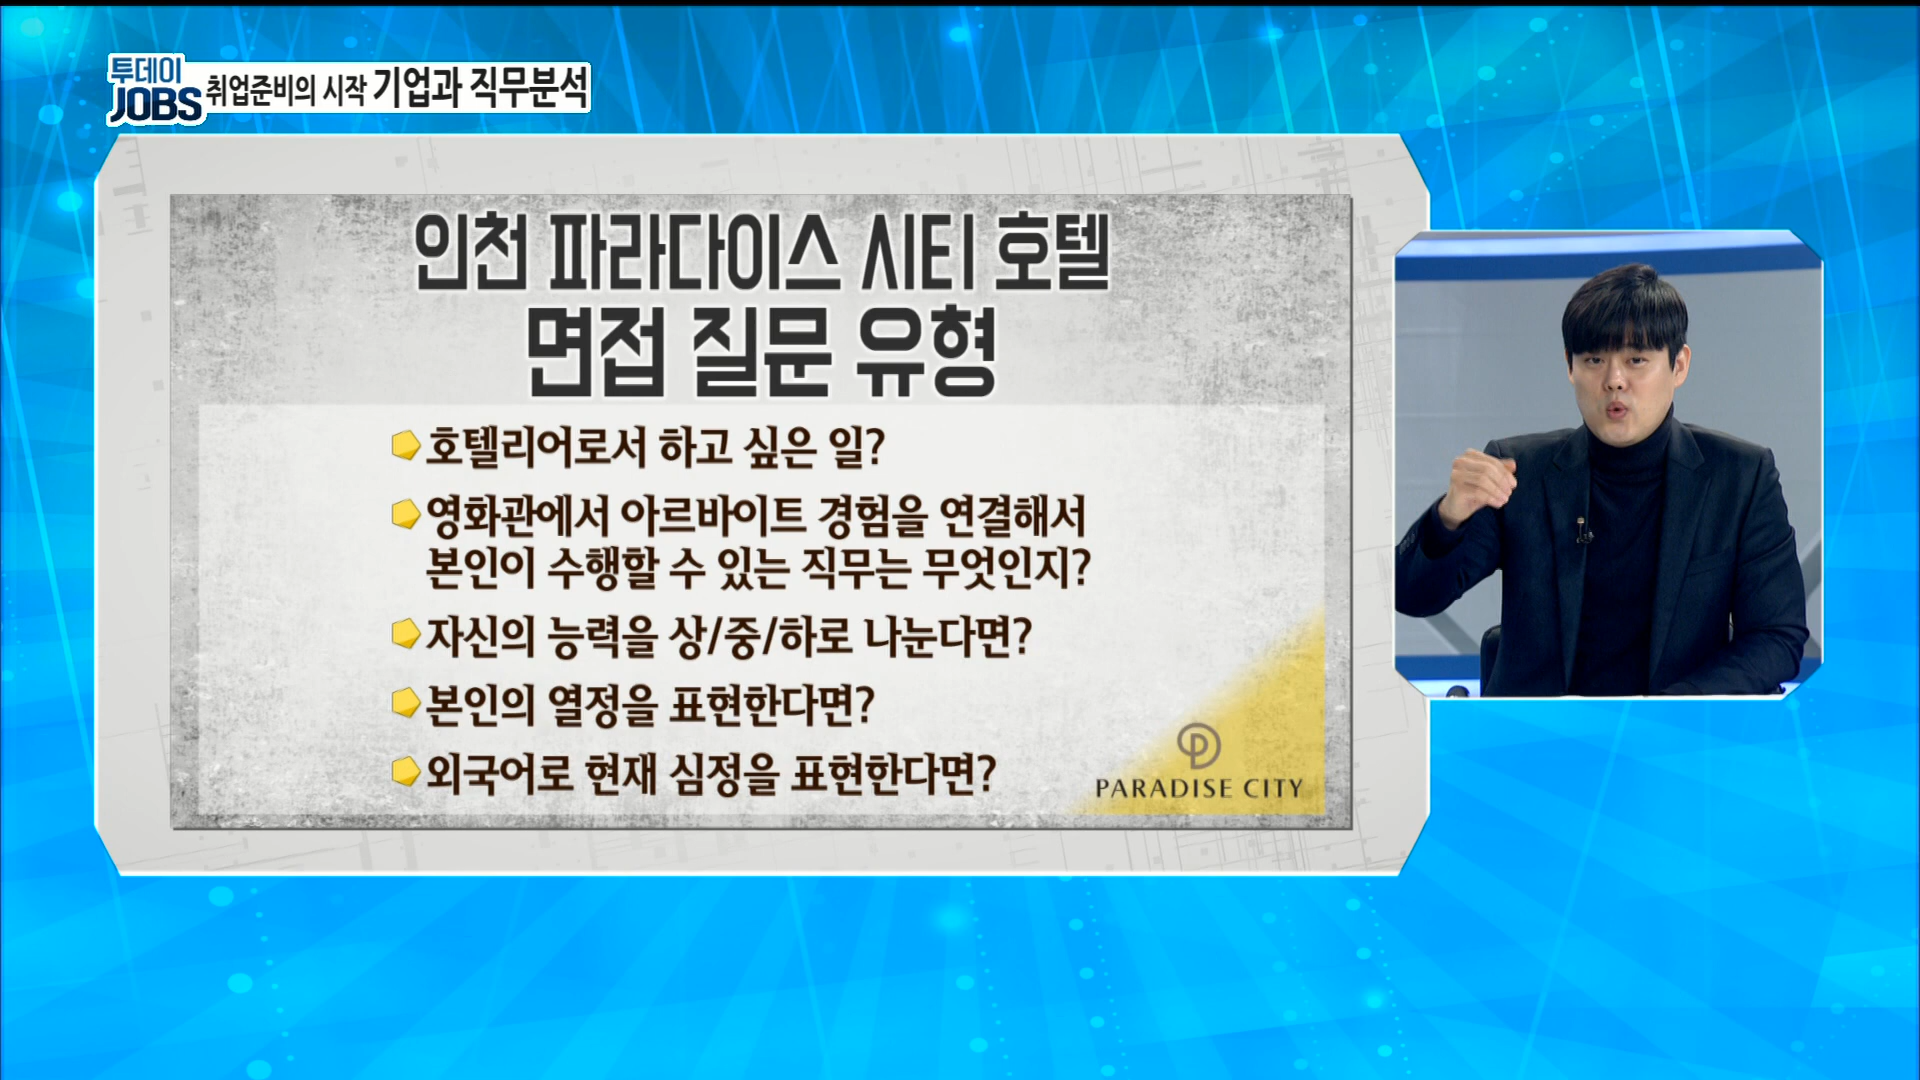 투데이
JOBS
취업준비의 시작 기업과 직무분석
인천 파라다이스 시티 호텔
면접 질문 유형
호텔리어로서 하고 싶은 일?
영화관에서 아르바이트 경험을 연결해서
본인이 수행할 수 있는 직무는 무엇인지?
자신의 능력을 상/중/하로 나눈다면?
본인의 열정을 표현한다면?
외국어로 현재 심정을 표현한다면?
PARADISE CITY